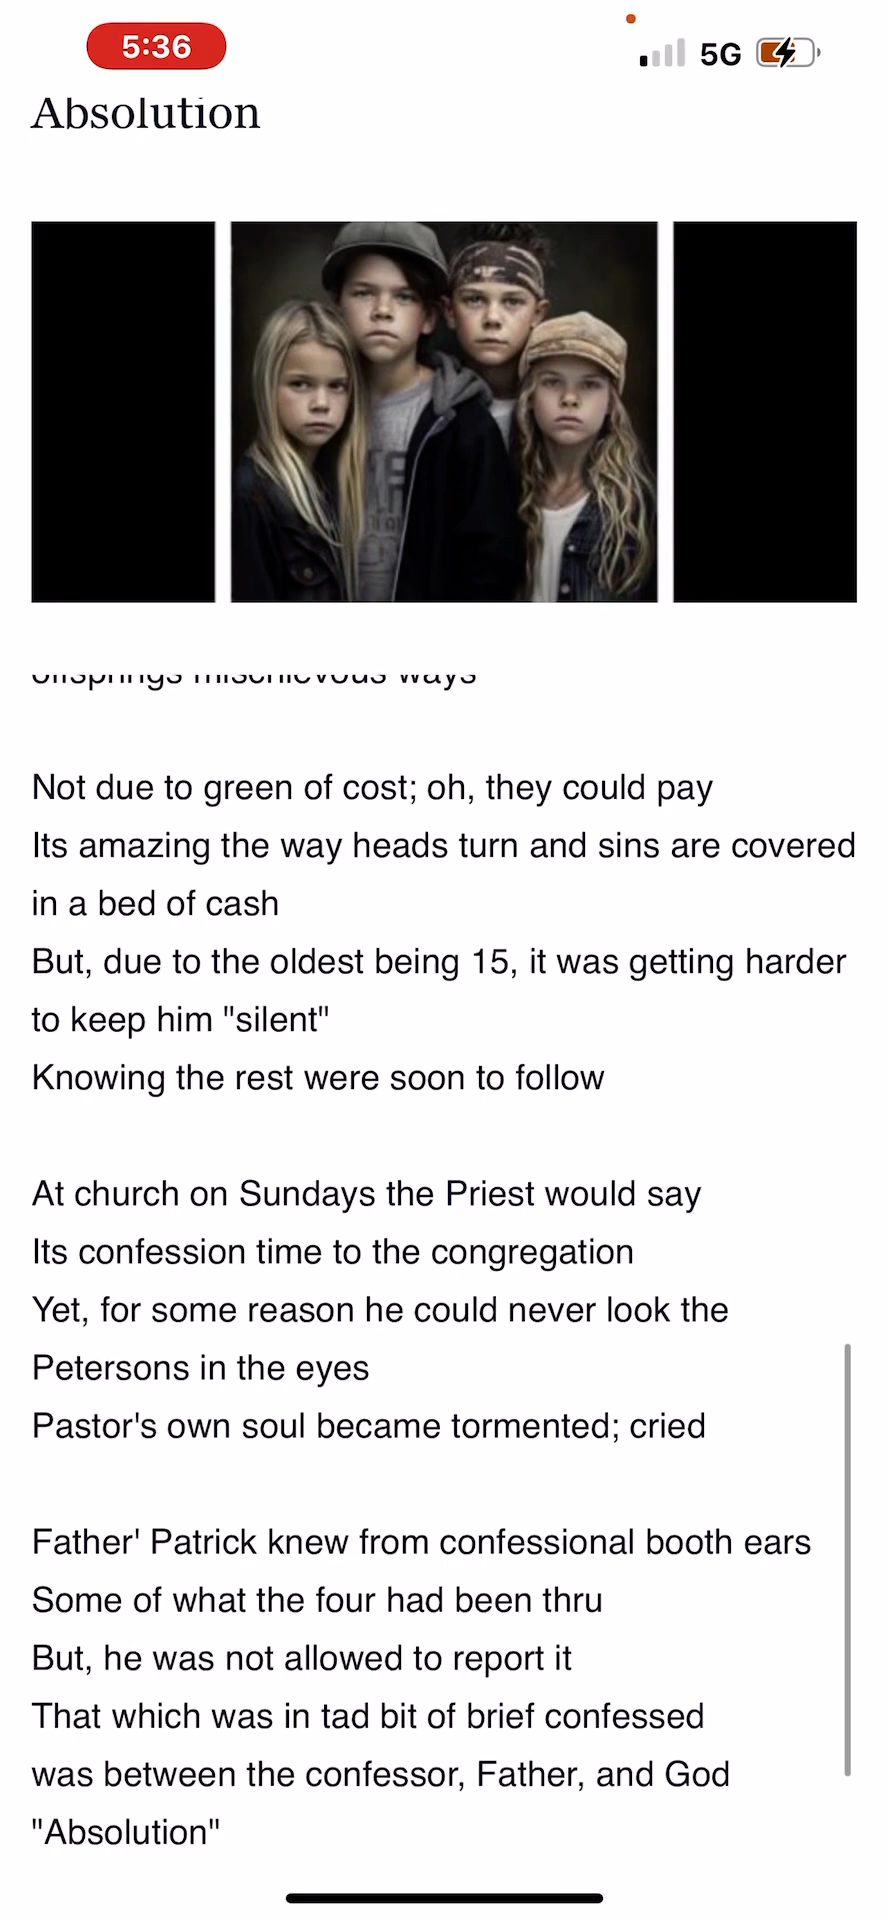 5:36
5G
Absolution
offsprings mischievous ways
Not due to green of cost; oh, they could pay
Its amazing the way heads turn and sins are covered
in a bed of cash
But, due to the oldest being 15, it was getting harder
to keep him "silent"
Knowing the rest were soon to follow
At church on Sundays the Priest would say
Its confession time to the congregation
Yet, for some reason he could never look the
Petersons in the eyes
Pastor's own soul became tormented; cried
Father' Patrick knew from confessional booth ears
Some of what the four had been thru
But, he was not allowed to report it
That which was in tad bit of brief confessed
was between the confessor, Father, and God
"Absolution"